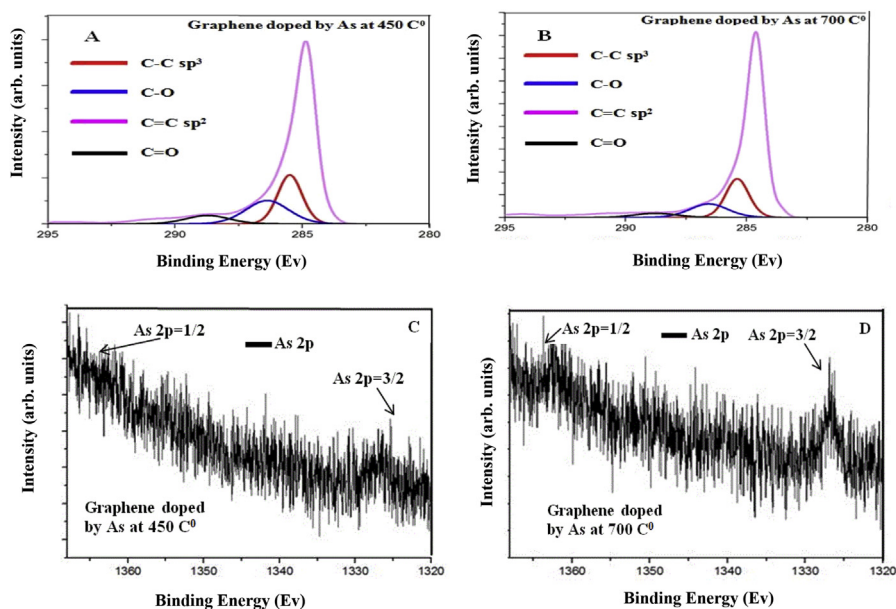 Graphene doped by As at 450 C⁰
A
C-C sp³
C-O
C=C sp²
C=O
Intensity (arb. units)
295 290 285 280
Binding Energy (Ev)
Graphene doped by As at 700 C⁰
B
C-C sp³
C-O
C=C sp²
C=O
Intensity (arb. units)
295 290 285 280
Binding Energy (Ev)
C
As 2p=1/2
As 2p
As 2p=3/2
Graphene doped
by As at 450 C⁰
Intensity (arb. units)
1360 1350 1340 1330 1320
Binding Energy (Ev)
D
As 2p=1/2
As 2p
As 2p=3/2
Graphene doped
by As at 700 C⁰
Intensity (arb. units)
1360 1350 1340 1330 1320
Binding Energy (Ev)